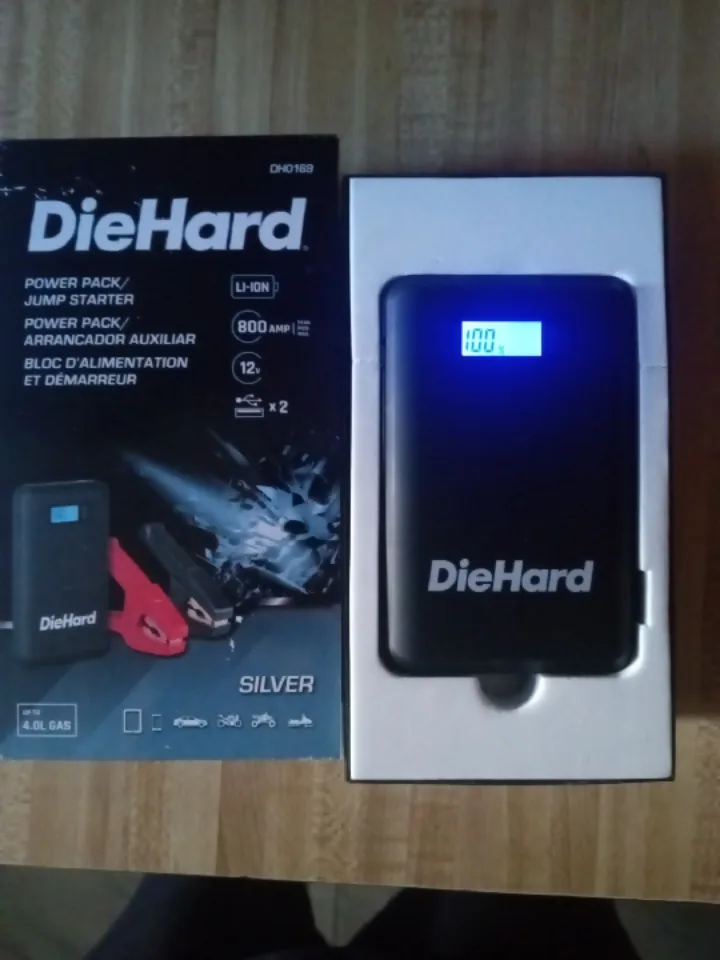 DH0169
DieHard
POWER PACK/
JUMP STARTER
POWER PACK/
ARRANCADOR AUXILIAR
BLOC D'ALIMENTATION
ET DÉMARREUR
LI-ION
800 AMP
12V
x 2
DieHard
SILVER
UP TO
4.0L GAS
100
DieHard